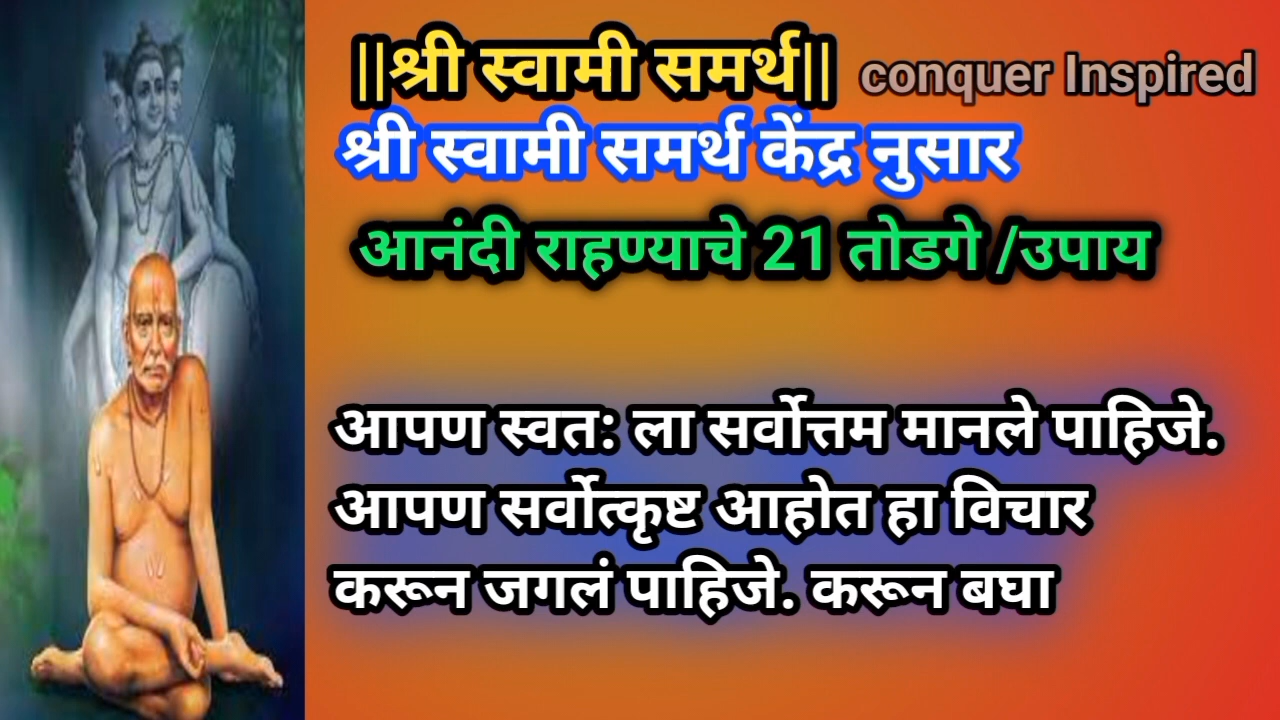 ||श्री स्वामी समर्थ|| conquer Inspired
श्री स्वामी समर्थ केंद्र नुसार
आनंदी राहण्याचे 21 तोडगे /उपाय
आपण स्वत: ला सर्वोत्तम मानले पाहिजे.
आपण सर्वोत्कृष्ट आहोत हा विचार
करून जगलं पाहिजे. करून बघा